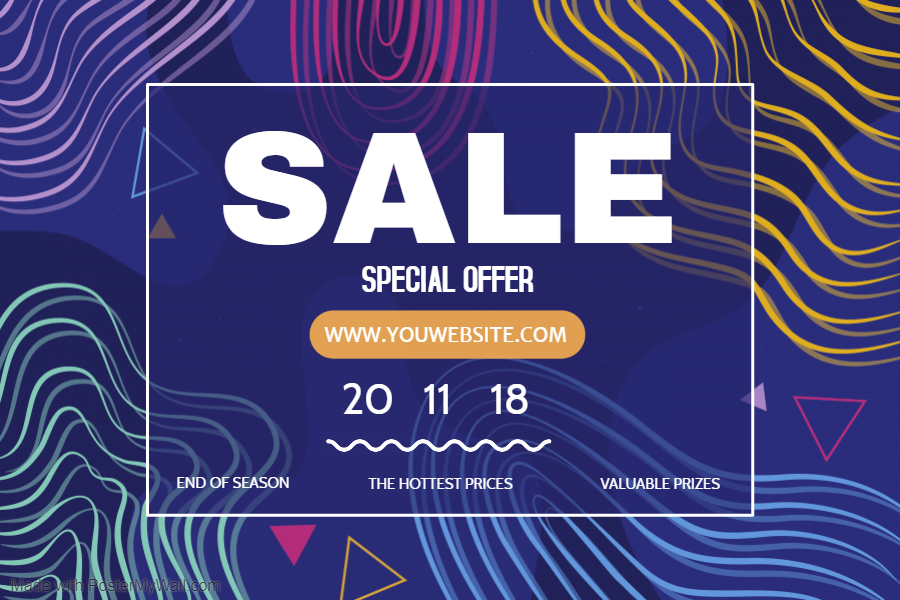 SALE
SPECIAL OFFER
WWW.YOUWEBSITE.COM
20 11 18
END OF SEASON THE HOTTEST PRICES VALUABLE PRIZES
Made with PosterMyWall.com